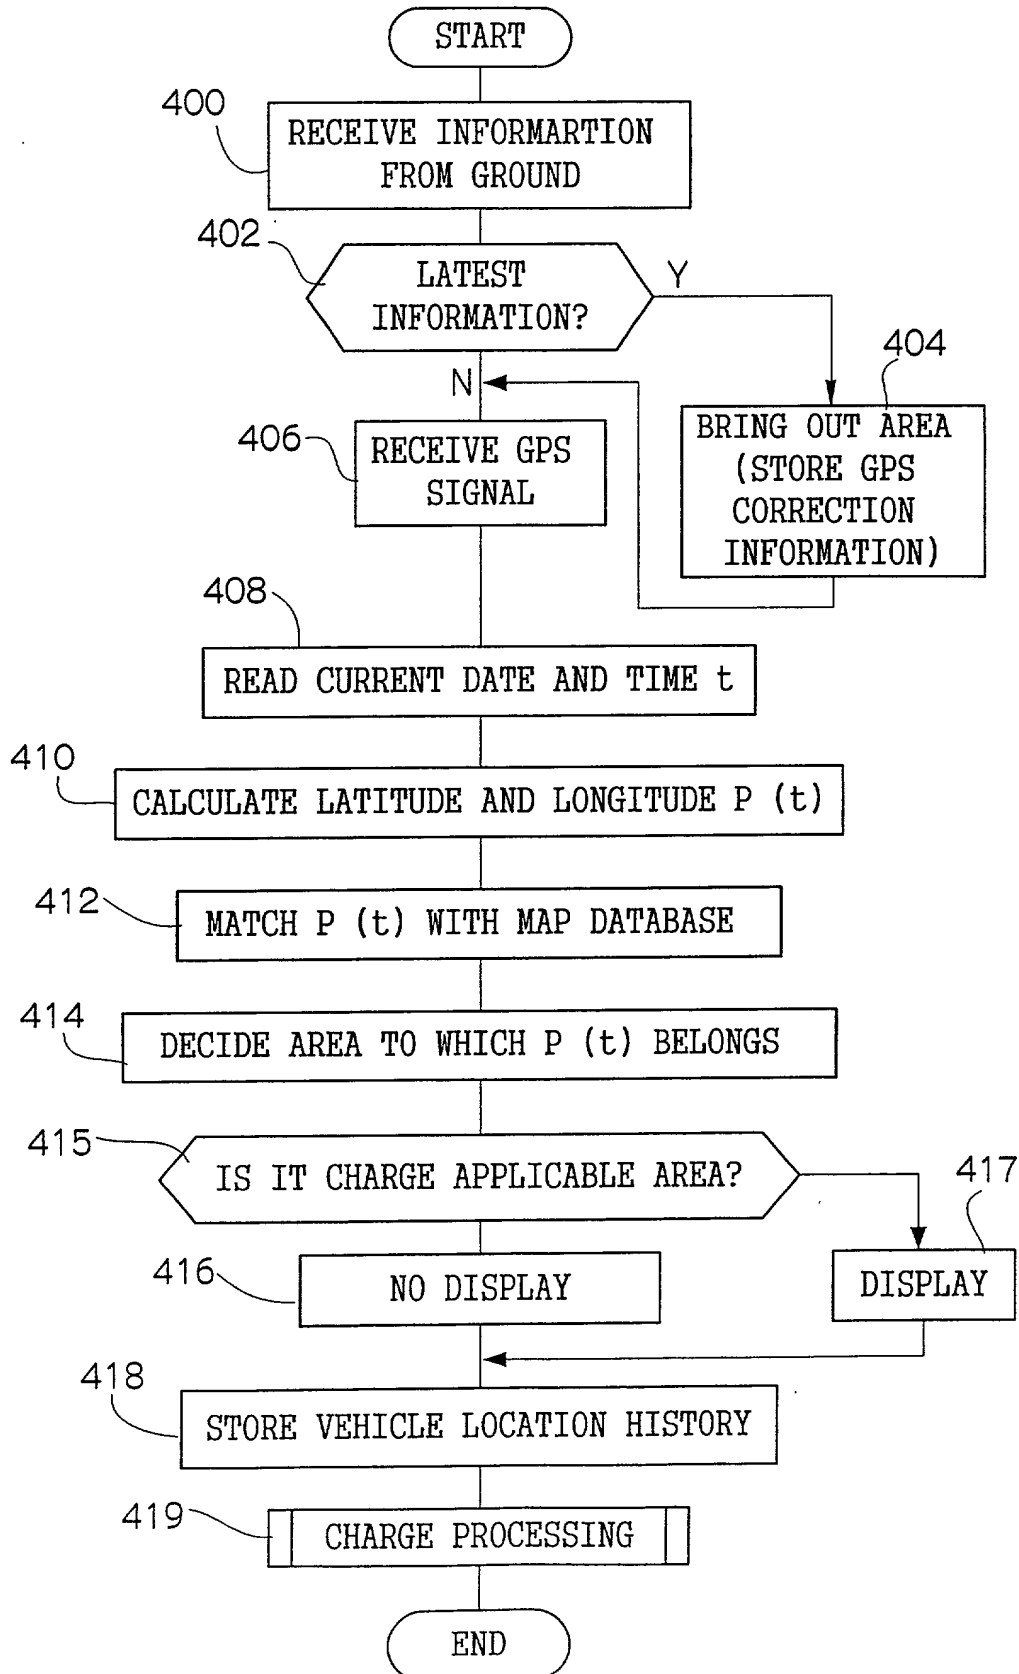 START
400
RECEIVE INFORMARTION
FROM GROUND
402
LATEST
INFORMATION?
Y
N
404
BRING OUT AREA
(STORE GPS
CORRECTION
INFORMATION)
406
RECEIVE GPS
SIGNAL
408
READ CURRENT DATE AND TIME t
410
CALCULATE LATITUDE AND LONGITUDE P (t)
412
MATCH P (t) WITH MAP DATABASE
414
DECIDE AREA TO WHICH P (t) BELONGS
415
IS IT CHARGE APPLICABLE AREA?
417
DISPLAY
416
NO DISPLAY
418
STORE VEHICLE LOCATION HISTORY
419
CHARGE PROCESSING
END